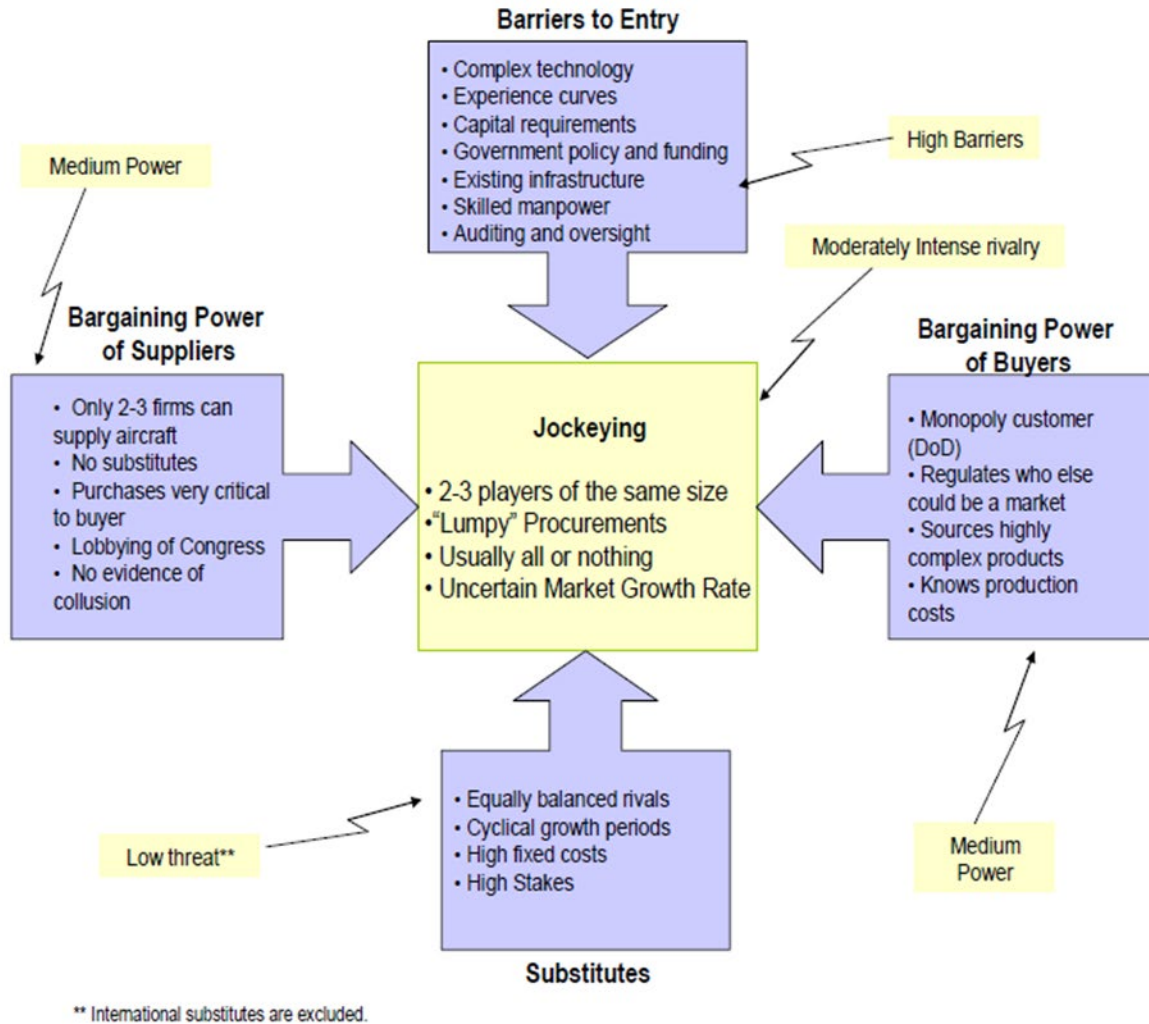 Barriers to Entry
• Complex technology
• Experience curves
• Capital requirements
• Government policy and funding
• Existing infrastructure
• Skilled manpower
• Auditing and oversight
High Barriers
Medium Power
Moderately Intense rivalry
Bargaining Power
of Suppliers
• Only 2-3 firms can
supply aircraft
• No substitutes
• Purchases very critical
to buyer
• Lobbying of Congress
• No evidence of
collusion
Jockeying
• 2-3 players of the same size
•“Lumpy” Procurements
• Usually all or nothing
• Uncertain Market Growth Rate
Bargaining Power
of Buyers
• Monopoly customer
(DoD)
• Regulates who else
could be a market
• Sources highly
complex products
• Knows production
costs
• Equally balanced rivals
• Cyclical growth periods
• High fixed costs
• High Stakes
Low threat**
Medium
Power
Substitutes
** International substitutes are excluded.